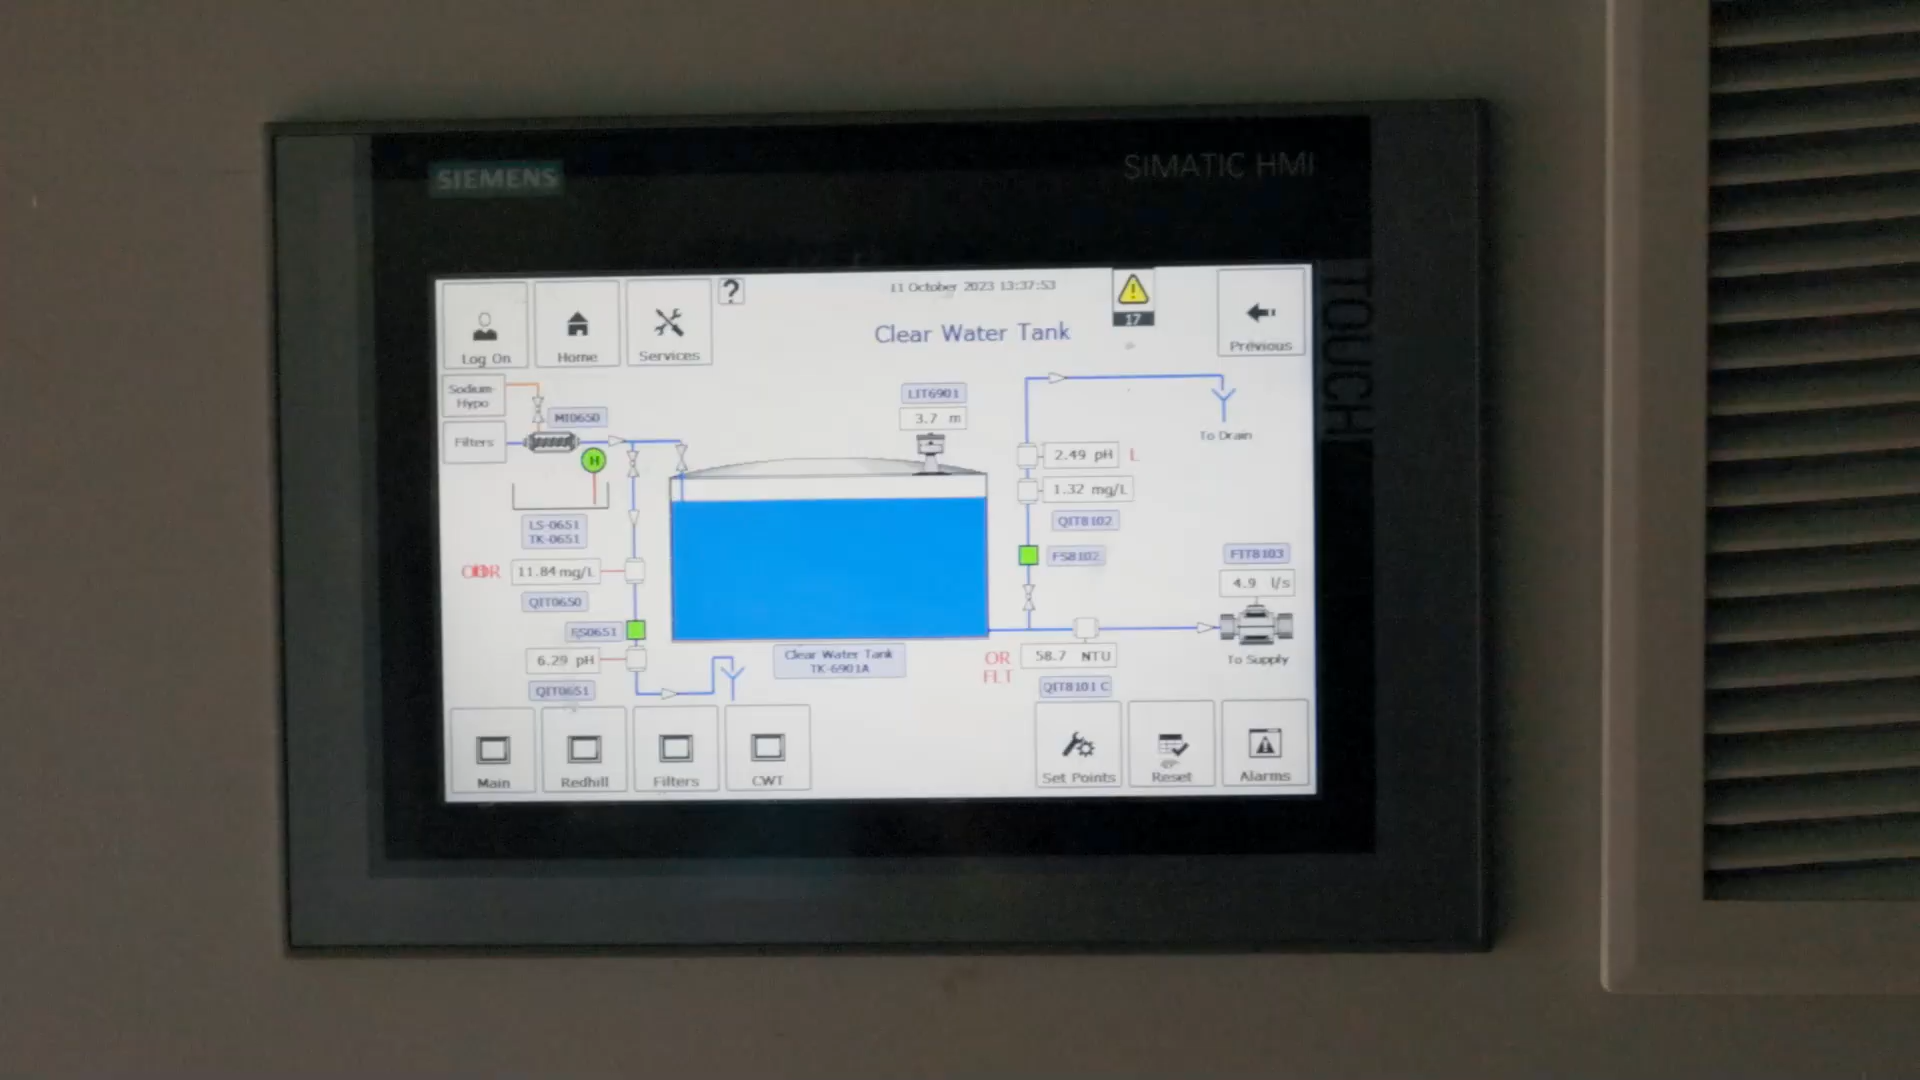 SIEMENS
SIMATIC HMI
TOUCH
?
11 October 2023 13:37:53
17
Clear Water Tank
Log On
Home
Services
Previous
Sodium-
Hypo
MI0650
LIT6901
3.7 m
Filters
H
To Drain
2.49 pH L
1.32 mg/L
LS-0651
TK-0651
QIT8102
FS8102
FIT8103
11.84 mg/L
4.9 l/s
QIT0650
FS0651
6.29 pH
Clear Water Tank
TK-6901A
OR
FLT
58.7 NTU
To Supply
QIT0651
QIT8101 C
Main
Redhill
Filters
CWT
Set Points
Reset
Alarms